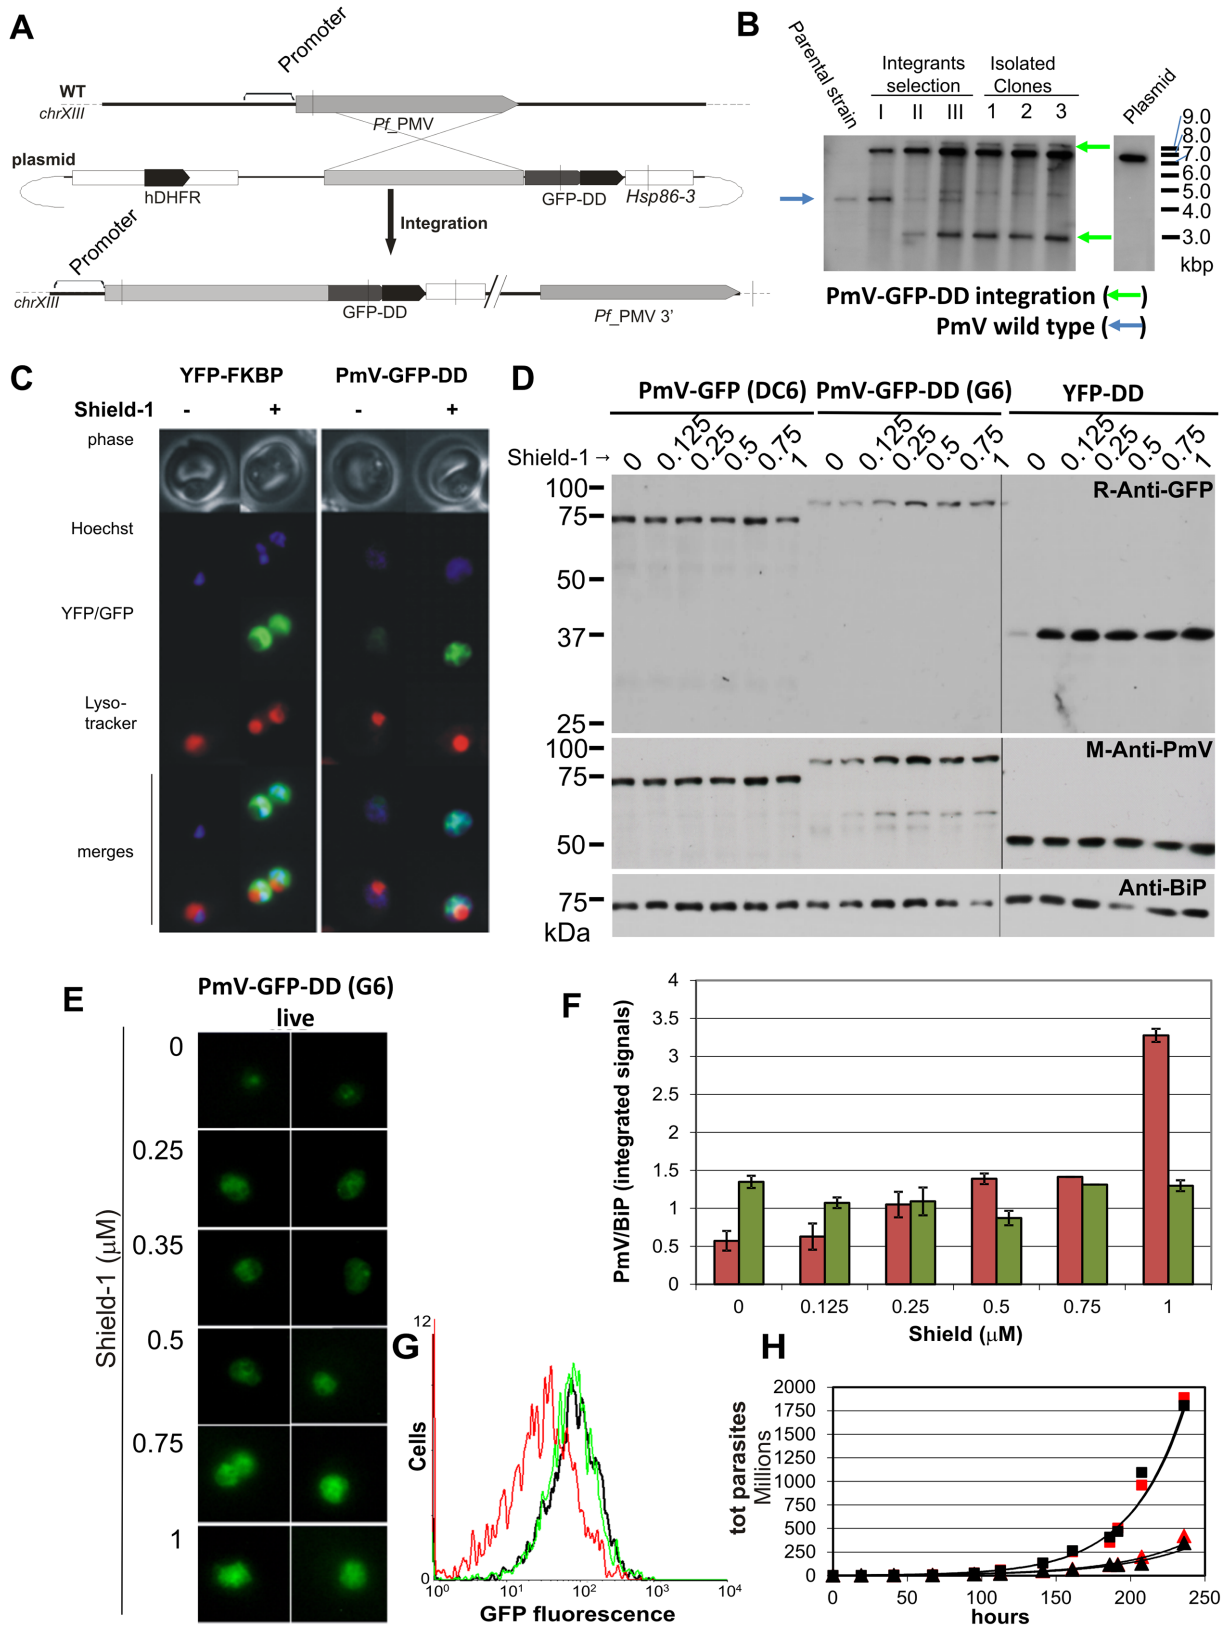 A
Promoter
WT
chrXIII
Pf_PMV
plasmid
hDHFR
GFP-DD
Hsp86-3
Integration
Promoter
chrXIII
GFP-DD
Pf_PMV 3'
B
Parental strain
Integrants selection
Isolated Clones
Plasmid
I II III 1 2 3
9.0
8.0
7.0
6.0
5.0
4.0
3.0
kbp
PmV-GFP-DD integration (←)
PmV wild type (←)
C
YFP-FKBP PmV-GFP-DD
Shield-1 - + - +
phase
Hoechst
YFP/GFP
Lyso-
tracker
merges
D
PmV-GFP (DC6) PmV-GFP-DD (G6) YFP-DD
Shield-1 → 0 0.125 0.25 0.5 0.75 1 0 0.125 0.25 0.5 0.75 1 0 0.125 0.25 0.5 0.75 1
R-Anti-GFP
100
75
50
37
25
M-Anti-PmV
100
75
50
Anti-BiP
75
kDa
E
PmV-GFP-DD (G6)
live
Shield-1 (µM)
0
0.25
0.35
0.5
0.75
1
F
PmV/BiP (integrated signals)
4
3.5
3
2.5
2
1.5
1
0.5
0
0 0.125 0.25 0.5 0.75 1
Shield (µM)
G
12
Cells
0
10⁰ 10¹ 10² 10³ 10⁴
GFP fluorescence
H
tot parasites
Millions
2000
1750
1500
1250
1000
750
500
250
0
0 50 100 150 200 250
hours